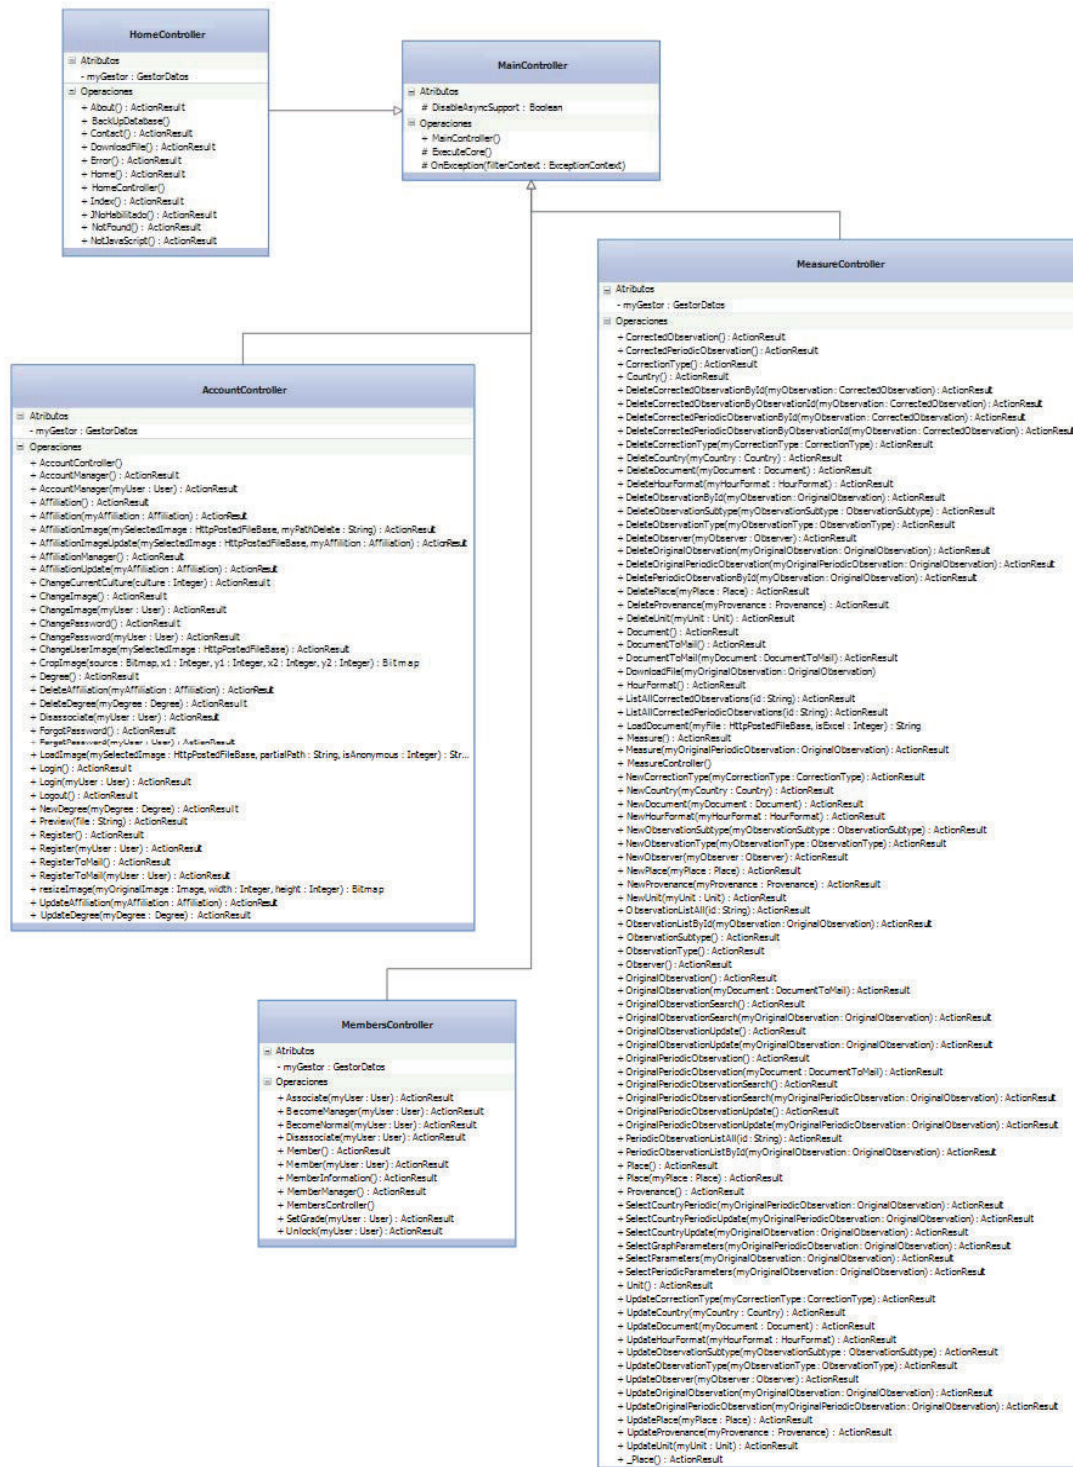 HomeController
Atributos
- myGestor : GestorDatos
Operaciones
+ About() : ActionResult
+ BackUpDatabase()
+ Contact() : ActionResult
+ DownloadFile() : ActionResult
+ Error() : ActionResult
+ Home() : ActionResult
+ HomeController()
+ Index() : ActionResult
+ JNoHabilitado() : ActionResult
+ NotFound() : ActionResult
+ NotJavaScript() : ActionResult
MainController
Atributos
# DisableAsyncSupport : Boolean
Operaciones
+ MainController()
# ExecuteCore()
# OnException(filterContext : ExceptionContext)
AccountController
Atributos
- myGestor : GestorDatos
Operaciones
+ AccountController()
+ AccountManager() : ActionResult
+ AccountManager(myUser : User) : ActionResult
+ Affiliation() : ActionResult
+ Affiliation(myAffiliation : Affiliation) : ActionResult
+ AffiliationImage(mySelectedImage : HttpPostedFileBase, myPathDelete : String) : ActionResult
+ AffiliationImageUpdate(mySelectedImage : HttpPostedFileBase, myAffilition : Affiliation) : ActionResult
+ AffiliationManager() : ActionResult
+ AffiliationUpdate(myAffiliation : Affiliation) : ActionResult
+ ChangeCurrentCulture(culture : Integer) : ActionResult
+ ChangeImage() : ActionResult
+ ChangeImage(myUser : User) : ActionResult
+ ChangePassword() : ActionResult
+ ChangePassword(myUser : User) : ActionResult
+ ChangeUserImage(mySelectedImage : HttpPostedFileBase) : ActionResult
+ CropImage(source : Bitmap, x1 : Integer, y1 : Integer, x2 : Integer, y2 : Integer) : Bitmap
+ Degree() : ActionResult
+ DeleteAffiliation(myAffiliation : Affiliation) : ActionResult
+ DeleteDegree(myDegree : Degree) : ActionResult
+ Disassociate(myUser : User) : ActionResult
+ ForgotPassword() : ActionResult
+ ForgotPassword(myUser : User) : ActionResult
+ LoadImage(mySelectedImage : HttpPostedFileBase, partialPath : String, isAnonymous : Integer) : Str...
+ Login() : ActionResult
+ Login(myUser : User) : ActionResult
+ Logout() : ActionResult
+ NewDegree(myDegree : Degree) : ActionResult
+ Preview(file : String) : ActionResult
+ Register() : ActionResult
+ Register(myUser : User) : ActionResult
+ RegisterToMail() : ActionResult
+ RegisterToMail(myUser : User) : ActionResult
+ resizeImage(myOriginalImage : Image, width : Integer, height : Integer) : Bitmap
+ UpdateAffiliation(myAffiliation : Affiliation) : ActionResult
+ UpdateDegree(myDegree : Degree) : ActionResult
MembersController
Atributos
- myGestor : GestorDatos
Operaciones
+ Associate(myUser : User) : ActionResult
+ BecomeManager(myUser : User) : ActionResult
+ BecomeNormal(myUser : User) : ActionResult
+ Disassociate(myUser : User) : ActionResult
+ Member() : ActionResult
+ Member(myUser : User) : ActionResult
+ MemberInformation() : ActionResult
+ MemberManager() : ActionResult
+ MembersController()
+ SetGrade(myUser : User) : ActionResult
+ Unlock(myUser : User) : ActionResult
MeasureController
Atributos
- myGestor : GestorDatos
Operaciones
+ CorrectedObservation() : ActionResult
+ CorrectedPeriodicObservation() : ActionResult
+ CorrectionType() : ActionResult
+ Country() : ActionResult
+ DeleteCorrectedObservationById(myObservation : CorrectedObservation) : ActionResult
+ DeleteCorrectedObservationByObservationId(myObservation : CorrectedObservation) : ActionResult
+ DeleteCorrectedPeriodicObservationById(myObservation : CorrectedObservation) : ActionResult
+ DeleteCorrectedPeriodicObservationByObservationId(myObservation : CorrectedObservation) : ActionResult
+ DeleteCorrectionType(myCorrectionType : CorrectionType) : ActionResult
+ DeleteCountry(myCountry : Country) : ActionResult
+ DeleteDocument(myDocument : Document) : ActionResult
+ DeleteHourFormat(myHourFormat : HourFormat) : ActionResult
+ DeleteObservationById(myObservation : OriginalObservation) : ActionResult
+ DeleteObservationSubtype(myObservationSubtype : ObservationSubtype) : ActionResult
+ DeleteObservationType(myObservationType : ObservationType) : ActionResult
+ DeleteObserver(myObserver : Observer) : ActionResult
+ DeleteOriginalObservation(myOriginalObservation : OriginalObservation) : ActionResult
+ DeleteOriginalPeriodicObservation(myOriginalPeriodicObservation : OriginalObservation) : ActionResult
+ DeletePeriodicObservationById(myObservation : OriginalObservation) : ActionResult
+ DeletePlace(myPlace : Place) : ActionResult
+ DeleteProvenance(myProvenance : Provenance) : ActionResult
+ DeleteUnit(myUnit : Unit) : ActionResult
+ Document() : ActionResult
+ DocumentToMail() : ActionResult
+ DocumentToMail(myDocument : DocumentToMail) : ActionResult
+ DownloadFile(myOriginalObservation : OriginalObservation)
+ HourFormat() : ActionResult
+ ListAllCorrectedObservations(id : String) : ActionResult
+ ListAllCorrectedPeriodicObservations(id : String) : ActionResult
+ LoadDocument(myFile : HttpPostedFileBase, isExcel : Integer) : String
+ Measure() : ActionResult
+ Measure(myOriginalPeriodicObservation : OriginalObservation) : ActionResult
+ MeasureController()
+ NewCorrectionType(myCorrectionType : CorrectionType) : ActionResult
+ NewCountry(myCountry : Country) : ActionResult
+ NewDocument(myDocument : Document) : ActionResult
+ NewHourFormat(myHourFormat : HourFormat) : ActionResult
+ NewObservationSubtype(myObservationSubtype : ObservationSubtype) : ActionResult
+ NewObservationType(myObservationType : ObservationType) : ActionResult
+ NewObserver(myObserver : Observer) : ActionResult
+ NewPlace(myPlace : Place) : ActionResult
+ NewProvenance(myProvenance : Provenance) : ActionResult
+ NewUnit(myUnit : Unit) : ActionResult
+ ObservationListAll(id : String) : ActionResult
+ ObservationListById(myObservation : OriginalObservation) : ActionResult
+ ObservationSubtype() : ActionResult
+ ObservationType() : ActionResult
+ Observer() : ActionResult
+ OriginalObservation() : ActionResult
+ OriginalObservation(myDocument : DocumentToMail) : ActionResult
+ OriginalObservationSearch() : ActionResult
+ OriginalObservationSearch(myOriginalObservation : OriginalObservation) : ActionResult
+ OriginalObservationUpdate() : ActionResult
+ OriginalObservationUpdate(myOriginalObservation : OriginalObservation) : ActionResult
+ OriginalPeriodicObservation() : ActionResult
+ OriginalPeriodicObservation(myDocument : DocumentToMail) : ActionResult
+ OriginalPeriodicObservationSearch() : ActionResult
+ OriginalPeriodicObservationSearch(myOriginalPeriodicObservation : OriginalObservation) : ActionResult
+ OriginalPeriodicObservationUpdate() : ActionResult
+ OriginalPeriodicObservationUpdate(myOriginalPeriodicObservation : OriginalObservation) : ActionResult
+ PeriodicObservationListAll(id : String) : ActionResult
+ PeriodicObservationListById(myOriginalObservation : OriginalObservation) : ActionResult
+ Place() : ActionResult
+ Place(myPlace : Place) : ActionResult
+ Provenance() : ActionResult
+ SelectCountryPeriodic(myOriginalPeriodicObservation : OriginalObservation) : ActionResult
+ SelectCountryPeriodicUpdate(myOriginalPeriodicObservation : OriginalObservation) : ActionResult
+ SelectCountryUpdate(myOriginalObservation : OriginalObservation) : ActionResult
+ SelectGraphParameters(myOriginalPeriodicObservation : OriginalObservation) : ActionResult
+ SelectParameters(myOriginalObservation : OriginalObservation) : ActionResult
+ SelectPeriodicParameters(myOriginalObservation : OriginalObservation) : ActionResult
+ Unit() : ActionResult
+ UpdateCorrectionType(myCorrectionType : CorrectionType) : ActionResult
+ UpdateCountry(myCountry : Country) : ActionResult
+ UpdateDocument(myDocument : Document) : ActionResult
+ UpdateHourFormat(myHourFormat : HourFormat) : ActionResult
+ UpdateObservationSubtype(myObservationSubtype : ObservationSubtype) : ActionResult
+ UpdateObservationType(myObservationType : ObservationType) : ActionResult
+ UpdateObserver(myObserver : Observer) : ActionResult
+ UpdateOriginalObservation(myOriginalObservation : OriginalObservation) : ActionResult
+ UpdateOriginalPeriodicObservation(myOriginalPeriodicObservation : OriginalObservation) : ActionResult
+ UpdatePlace(myPlace : Place) : ActionResult
+ UpdateProvenance(myProvenance : Provenance) : ActionResult
+ UpdateUnit(myUnit : Unit) : ActionResult
+ _Place() : ActionResult